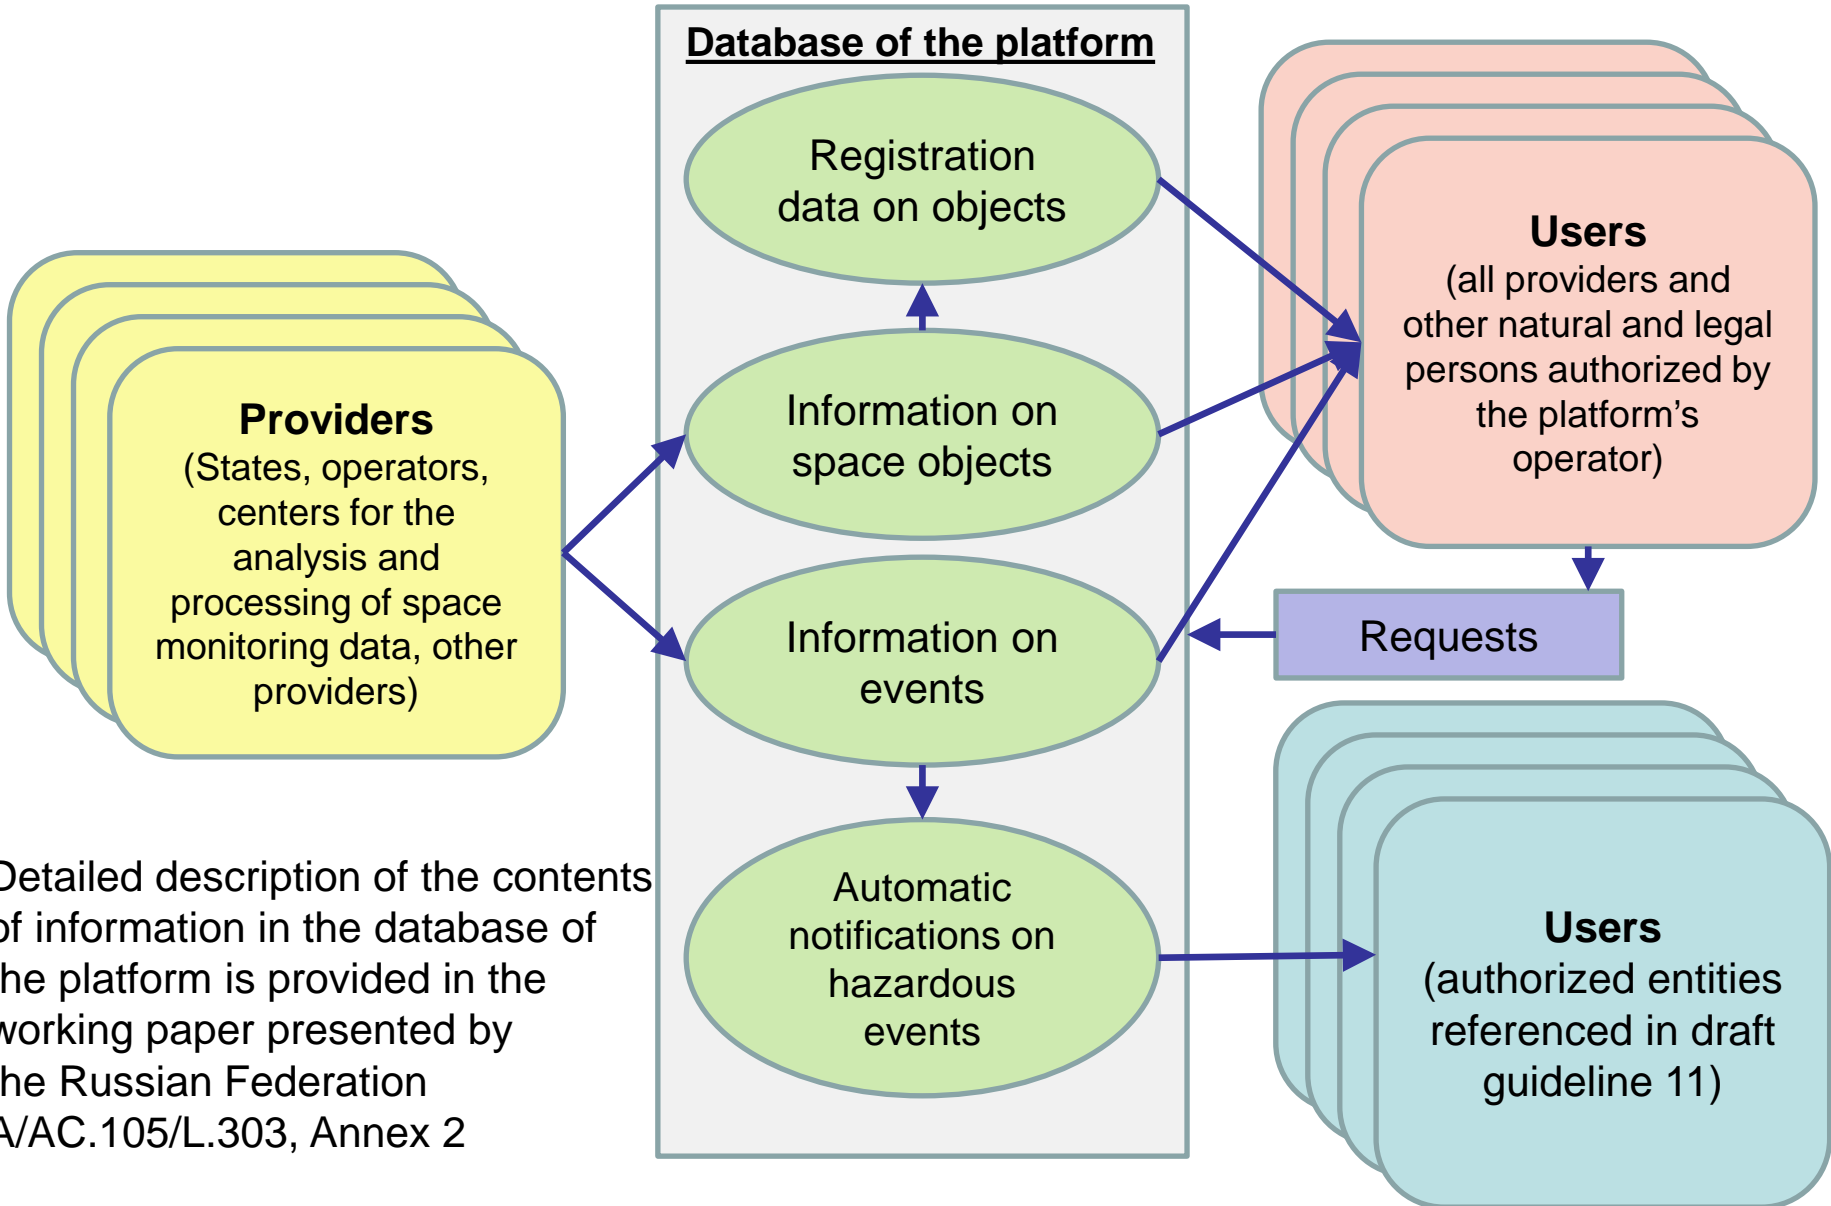 Database of the platform
Registration
data on objects
Information on
space objects
Information on
events
Automatic
notifications on
hazardous
events
Providers
(States, operators,
centers for the
analysis and
processing of space
monitoring data, other
providers)
Users
(all providers and
other natural and legal
persons authorized by
the platform's
operator)
Requests
Users
(authorized entities
referenced in draft
guideline 11)
Detailed description of the contents
of information in the database of
the platform is provided in the
working paper presented by
the Russian Federation
A/AC.105/L.303, Annex 2